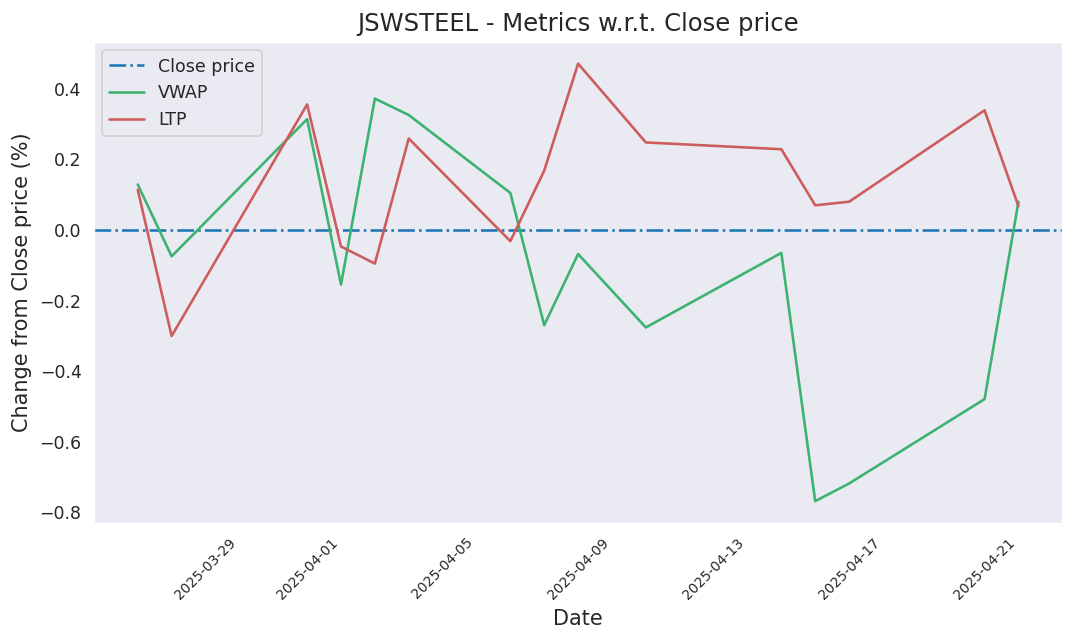 JSWSTEEL - Metrics w.r.t. Close price
Close price
VWAP
LTP
Change from Close price (%)
0.4
0.2
0.0
−0.2
−0.4
−0.6
−0.8
2025-03-29
2025-04-01
2025-04-05
2025-04-09
2025-04-13
2025-04-17
2025-04-21
Date